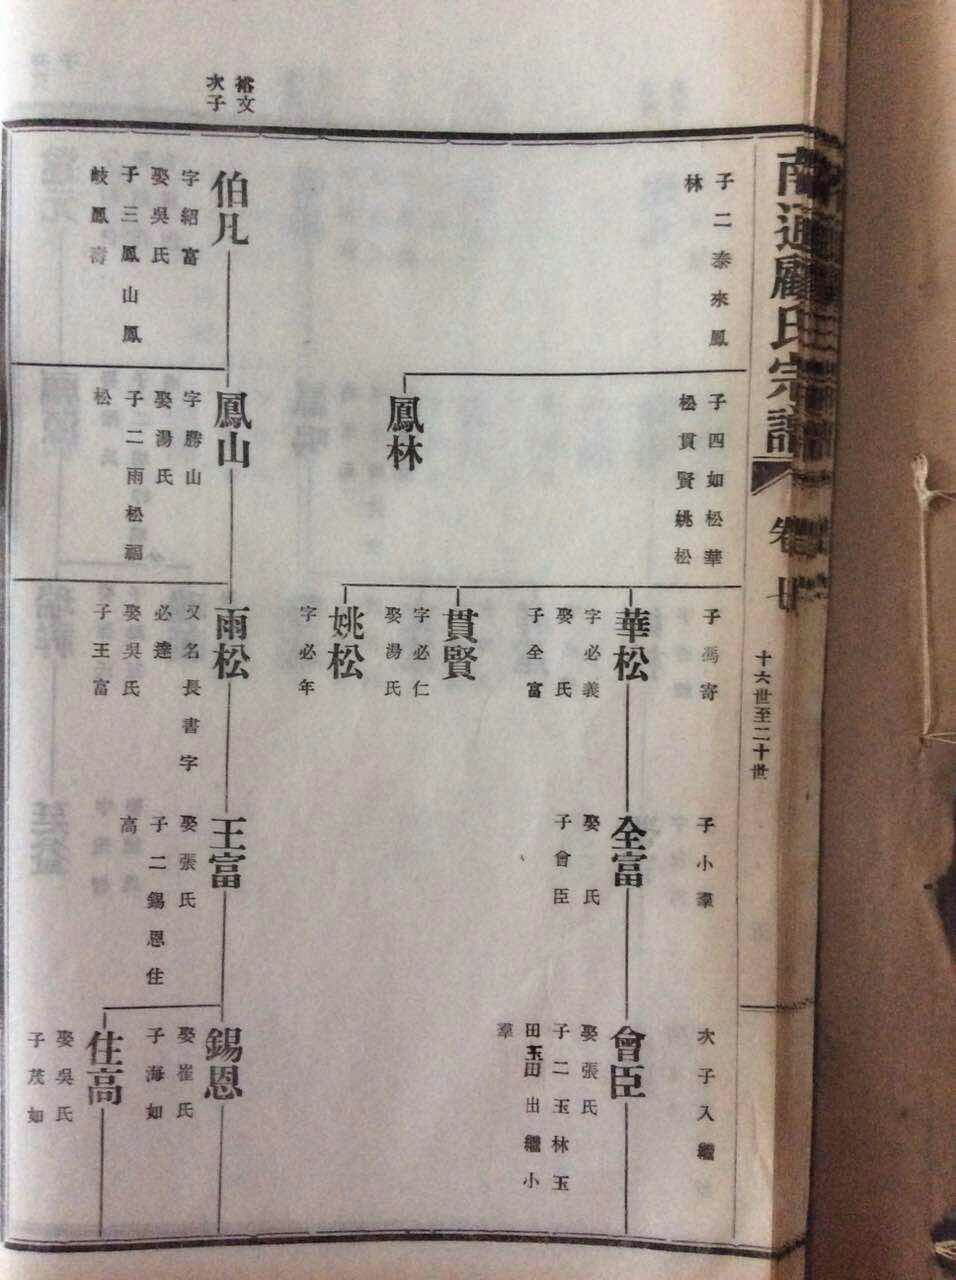 南通顧氏宗譜
卷廿
十六世至二十世
子二泰來鳳
林
子四如松華
松貫賢姚松
子馮寄
子小羣
次子入繼
鳳林
華松
字必義
娶 氏
子全富
貫賢
字必仁
娶湯氏
姚松
字必年
全富
娶 氏
子會臣
會臣
娶張氏
子二玉林玉
田玉田出繼小
羣
裕文
次子
伯凡
字紹富
娶吳氏
子三鳳山鳳
岐鳳壽
鳳山
字勝山
娶湯氏
子二雨松福
松
雨松
又名長書字
必達
娶吳氏
子王富
王富
娶張氏
子二錫恩住
高
錫恩
娶崔氏
子海如
住高
娶吳氏
子茂如